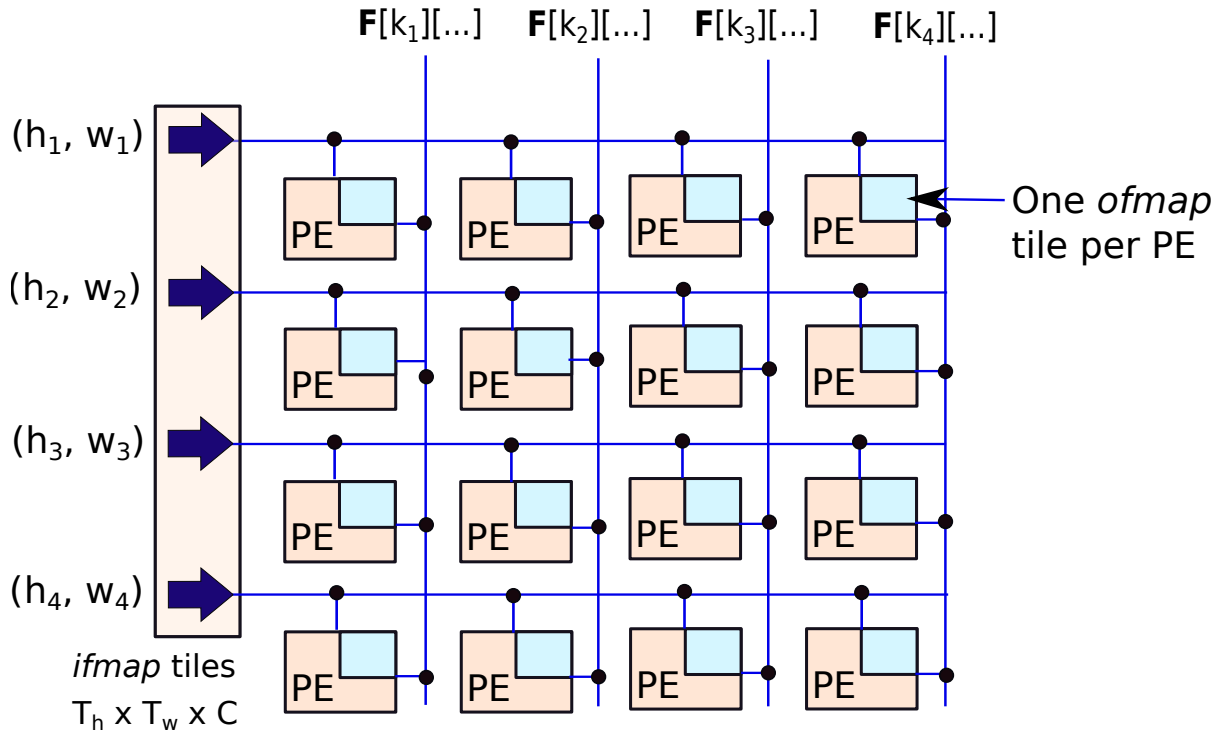 F[k₁][...] F[k₂][...] F[k₃][...] F[k₄][...]
(h₁, w₁)
PE PE PE PE
One ofmap
tile per PE
(h₂, w₂)
PE PE PE PE
(h₃, w₃)
PE PE PE PE
(h₄, w₄)
PE PE PE PE
ifmap tiles
Tₕ x T_w x C